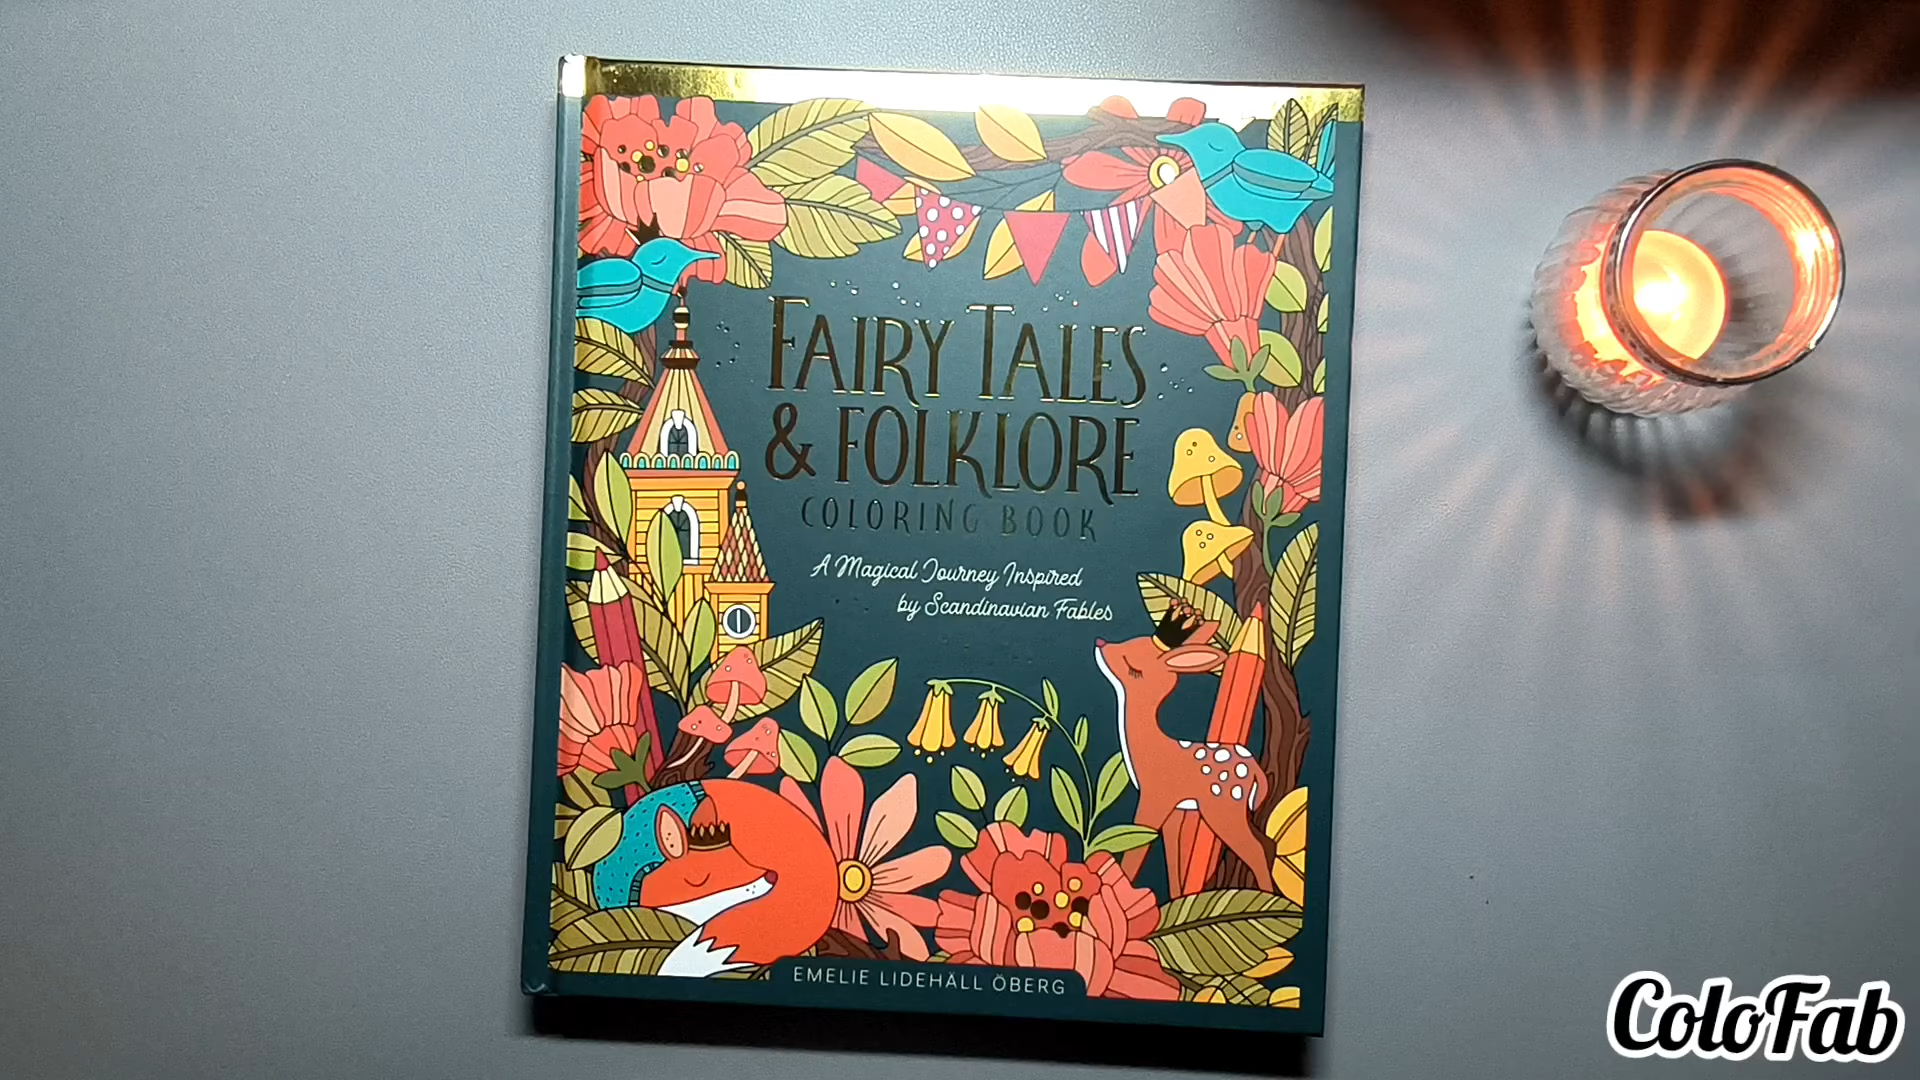 FAIRY TALES
& FOLKLORE
COLORING BOOK
A Magical Journey Inspired
by Scandinavian Fables
EMELIE LIDEHÄLL ÖBERG
ColoFab